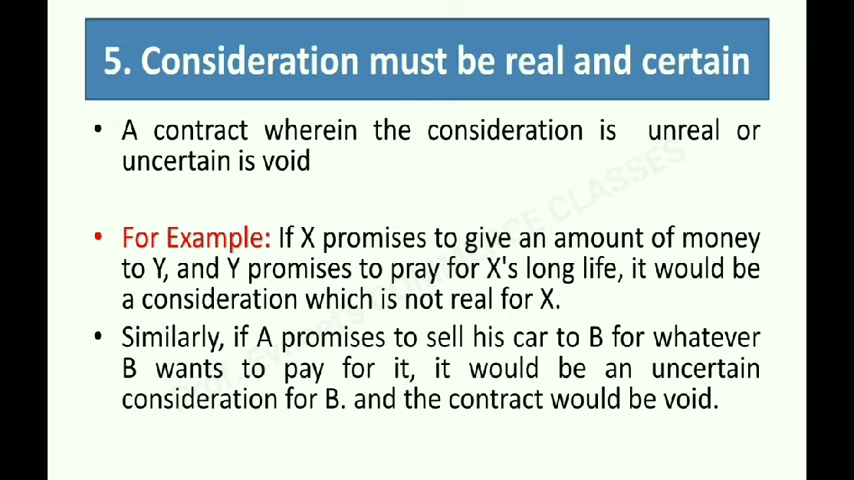 5. Consideration must be real and certain
• A contract wherein the consideration is unreal or
uncertain is void
• For Example: If X promises to give an amount of money
to Y, and Y promises to pray for X's long life, it would be
a consideration which is not real for X.
• Similarly, if A promises to sell his car to B for whatever
B wants to pay for it, it would be an uncertain
consideration for B. and the contract would be void.